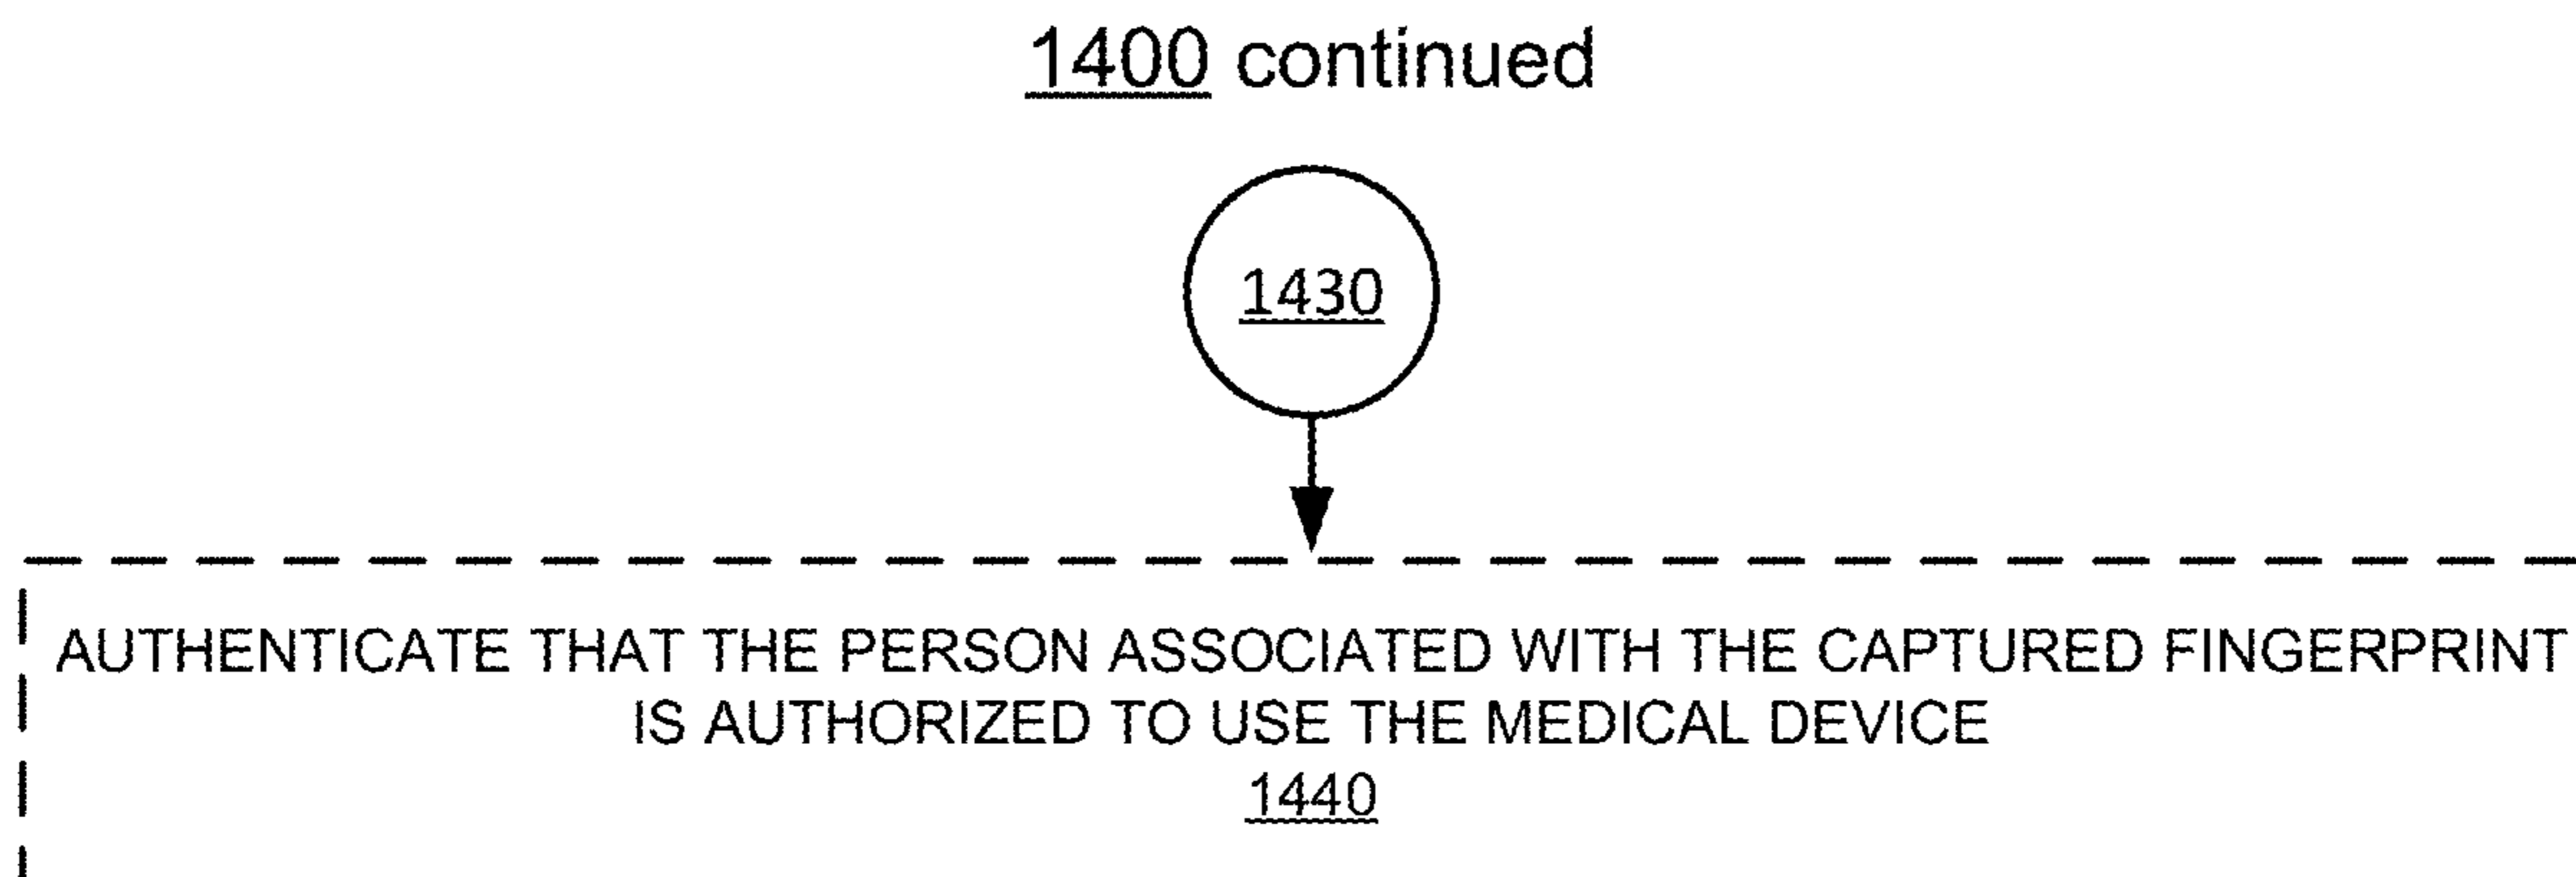 1400 continued
1430
AUTHENTICATE THAT THE PERSON ASSOCIATED WITH THE CAPTURED FINGERPRINT
IS AUTHORIZED TO USE THE MEDICAL DEVICE
1440